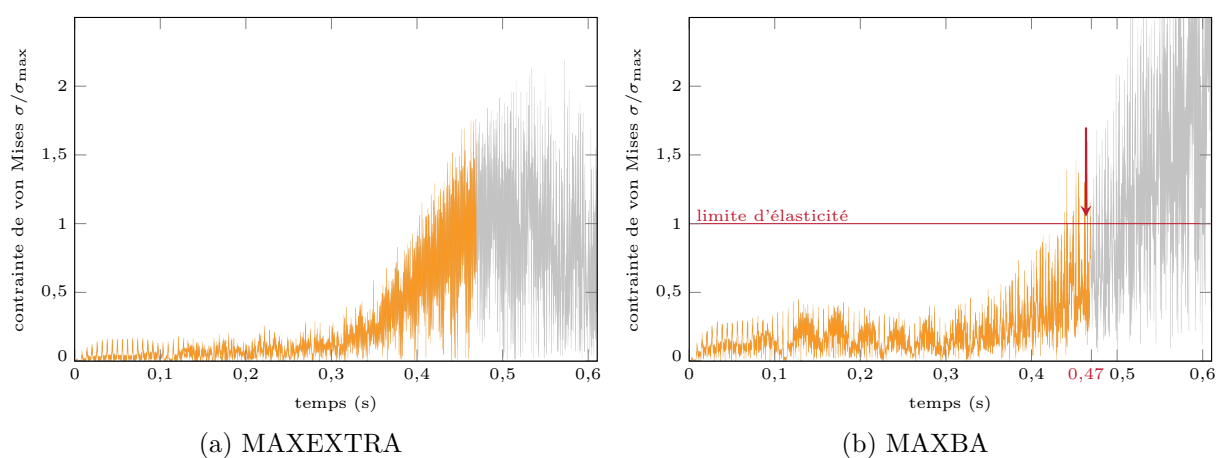 contrainte de von Mises σ/σmax
2
1,5
1
0,5
0
0 0,1 0,2 0,3 0,4 0,5 0,6
temps (s)
(a) MAXEXTRA
contrainte de von Mises σ/σmax
2
1,5
1
0,5
0
limite d'élasticité
0 0,1 0,2 0,3 0,4 0,47 0,5 0,6
temps (s)
(b) MAXBA